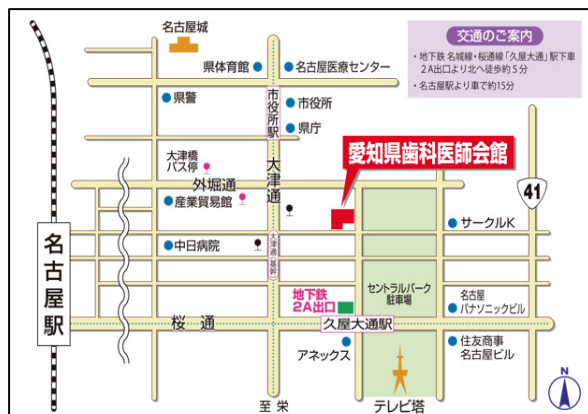 名古屋城
交通のご案内
・地下鉄 名城線・桜通線「久屋大通」駅下車
2A出口より北へ徒歩約5分
・名古屋駅より車で約15分
県体育館
名古屋医療センター
県警
市役所駅
市役所
県庁
大津橋
バス停
外堀通
大津通
愛知県歯科医師会館
41
産業貿易館
サークルK
名古屋駅
中日病院
大津通(基幹)
地下鉄
2A出口
セントラルパーク
駐車場
名古屋
パナソニックビル
桜通
久屋大通駅
アネックス
住友商事
名古屋ビル
至 栄
テレビ塔
N